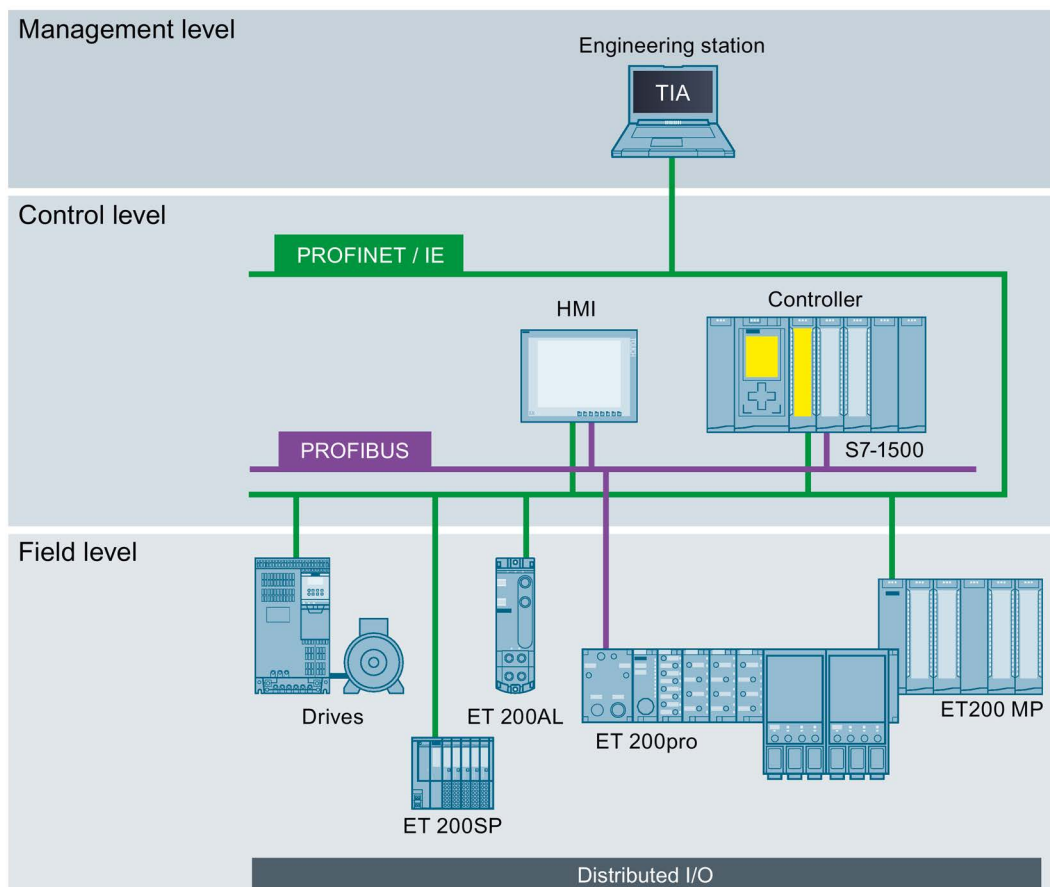 Management level
Engineering station
TIA
Control level
PROFINET / IE
HMI
Controller
PROFIBUS
S7-1500
Field level
Drives
ET 200AL
ET 200pro
ET200 MP
ET 200SP
Distributed I/O